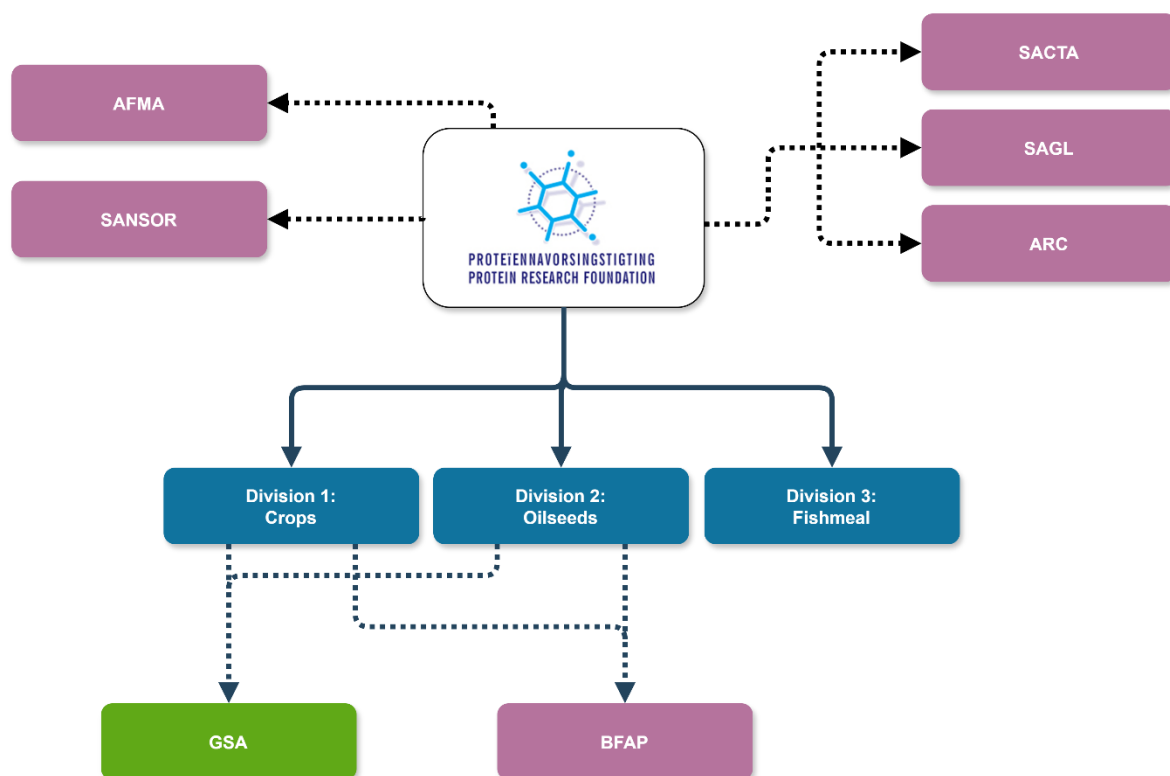 SACTA
AFMA
SAGL
SANSOR
ARC
PROTEïENNAVORSINGSTIGTING
PROTEIN RESEARCH FOUNDATION
Division 1:
Crops
Division 2:
Oilseeds
Division 3:
Fishmeal
GSA
BFAP